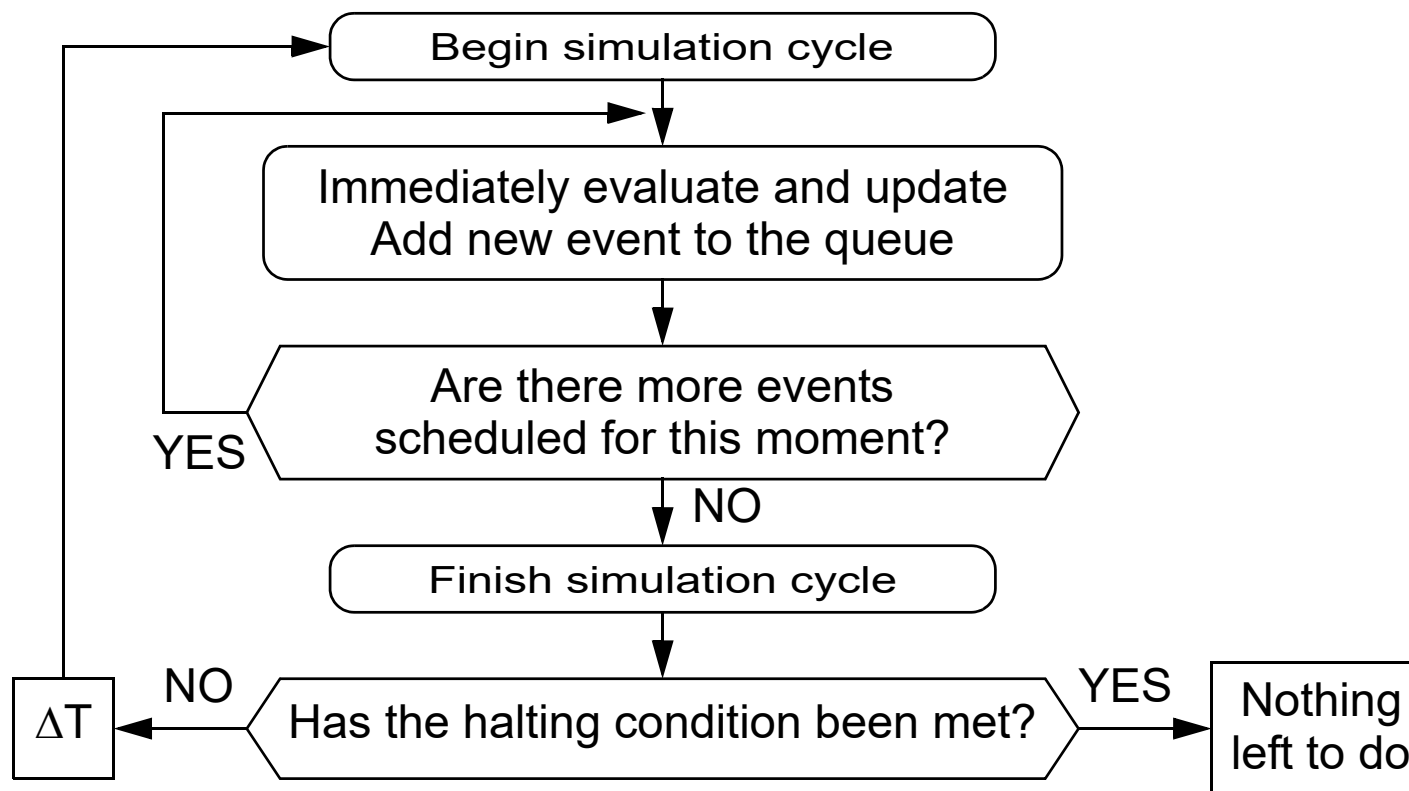 Begin simulation cycle
Immediately evaluate and update
Add new event to the queue
Are there more events
scheduled for this moment?
YES
NO
Finish simulation cycle
NO
YES
ΔT
Has the halting condition been met?
Nothing
left to do